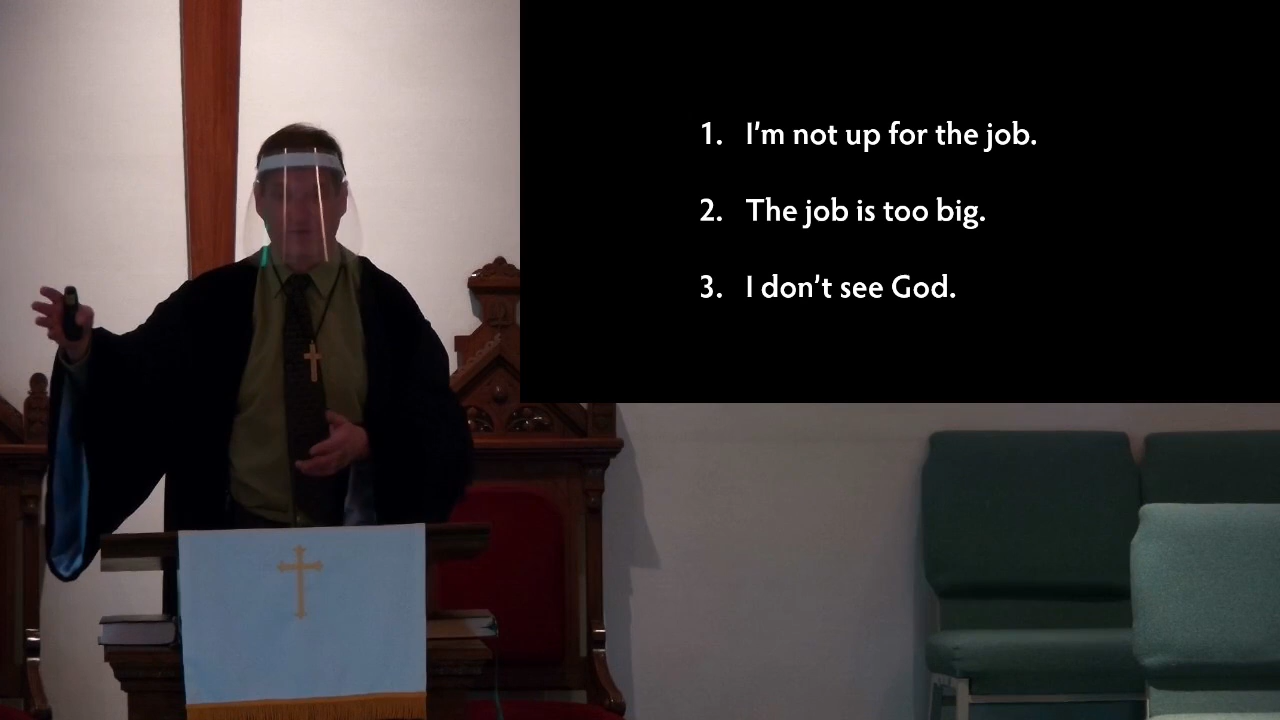 1. I'm not up for the job.
2. The job is too big.
3. I don't see God.